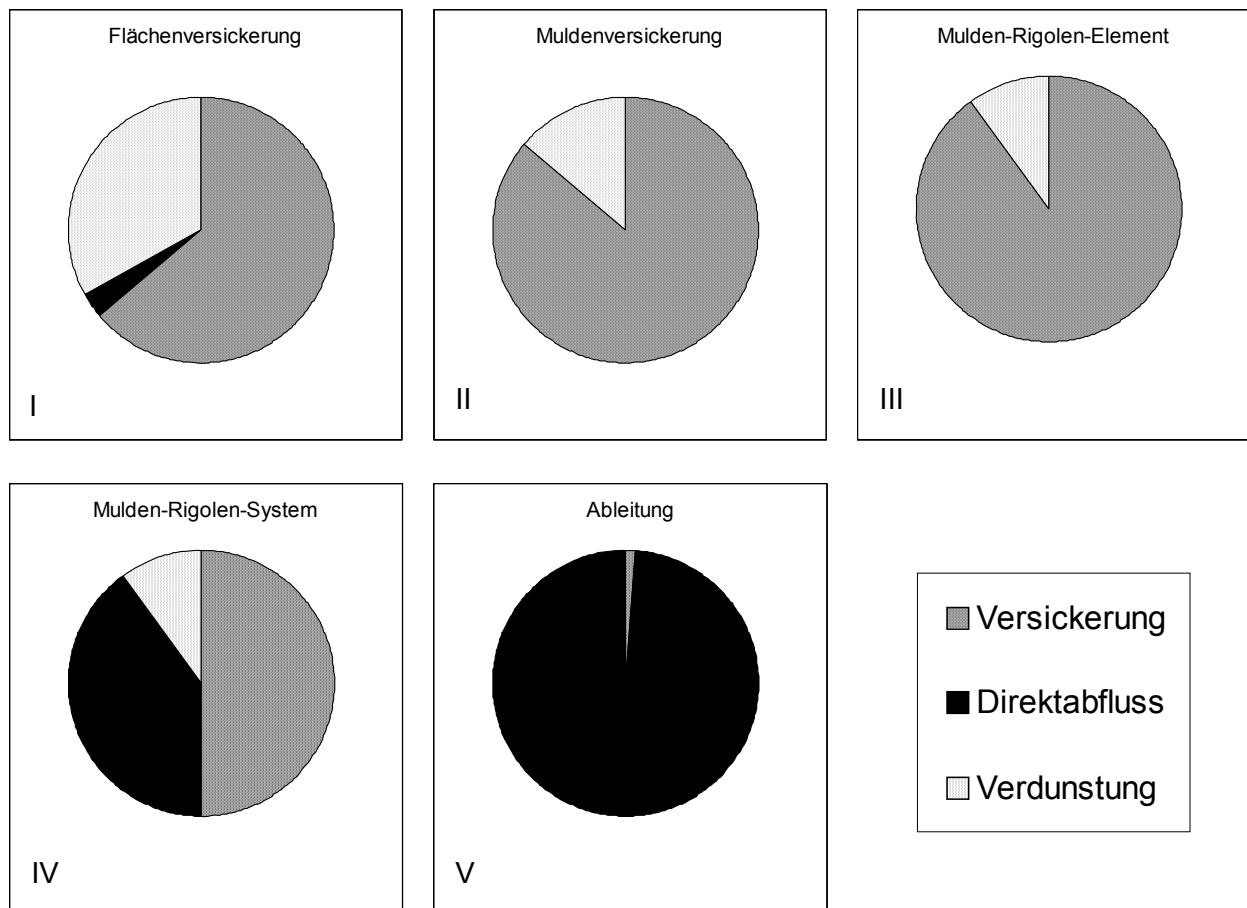 Flächenversickerung
I
Muldenversickerung
II
Mulden-Rigolen-Element
III
Mulden-Rigolen-System
IV
Ableitung
V
Versickerung
Direktabfluss
Verdunstung